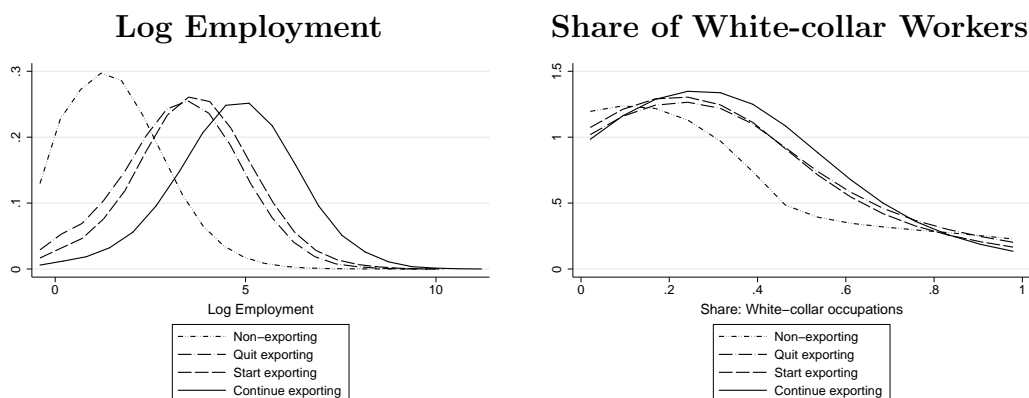 Log Employment
Share of White-collar Workers
0
.1
.2
.3
0
5
10
Log Employment
Non-exporting
Quit exporting
Start exporting
Continue exporting
0
.5
1
1.5
0
.2
.4
.6
.8
1
Share: White-collar occupations
Non-exporting
Quit exporting
Start exporting
Continue exporting